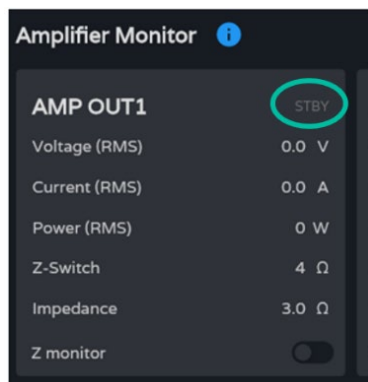 Amplifier Monitor i
AMP OUT1 STBY
Voltage (RMS) 0.0 V
Current (RMS) 0.0 A
Power (RMS) 0 W
Z-Switch 4 Ω
Impedance 3.0 Ω
Z monitor